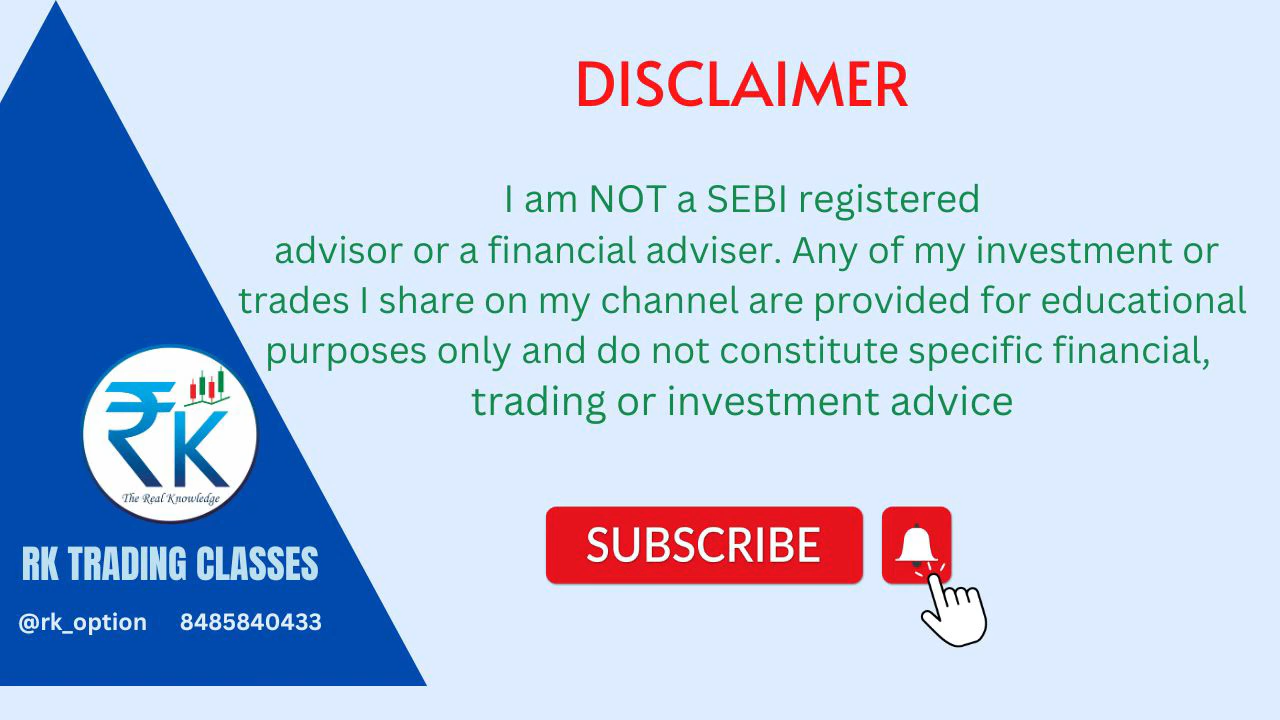 DISCLAIMER
I am NOT a SEBI registered
advisor or a financial adviser. Any of my investment or
trades I share on my channel are provided for educational
purposes only and do not constitute specific financial,
trading or investment advice
₹K
The Real Knowledge
RK TRADING CLASSES
@rk_option 8485840433
SUBSCRIBE